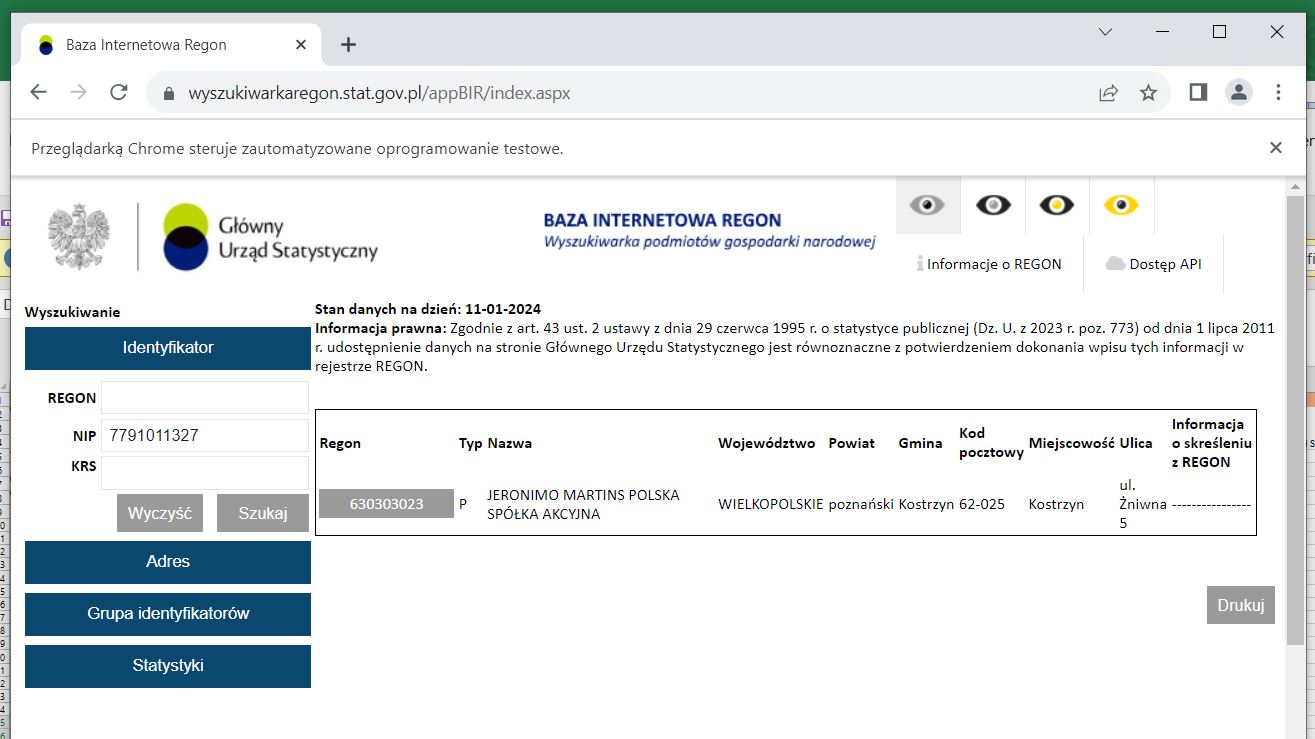 Baza Internetowa Regon
wyszukiwarkaregon.stat.gov.pl/appBIR/index.aspx
Przeglądarką Chrome steruje zautomatyzowane oprogramowanie testowe.
Główny
Urząd Statystyczny
BAZA INTERNETOWA REGON
Wyszukiwarka podmiotów gospodarki narodowej
Informacje o REGON
Dostęp API
Wyszukiwanie
Identyfikator
REGON
NIP 7791011327
KRS
Wyczyść Szukaj
Adres
Grupa identyfikatorów
Statystyki
Stan danych na dzień: 11-01-2024
Informacja prawna: Zgodnie z art. 43 ust. 2 ustawy z dnia 29 czerwca 1995 r. o statystyce publicznej (Dz. U. z 2023 r. poz. 773) od dnia 1 lipca 2011
r. udostępnienie danych na stronie Głównego Urzędu Statystycznego jest równoznaczne z potwierdzeniem dokonania wpisu tych informacji w
rejestrze REGON.
Regon Typ Nazwa Województwo Powiat Gmina Kod pocztowy Miejscowość Ulica Informacja o skreśleniu z REGON
630303023 P JERONIMO MARTINS POLSKA SPÓŁKA AKCYJNA WIELKOPOLSKIE poznański Kostrzyn 62-025 Kostrzyn ul. Żniwna 5 ----------------
Drukuj